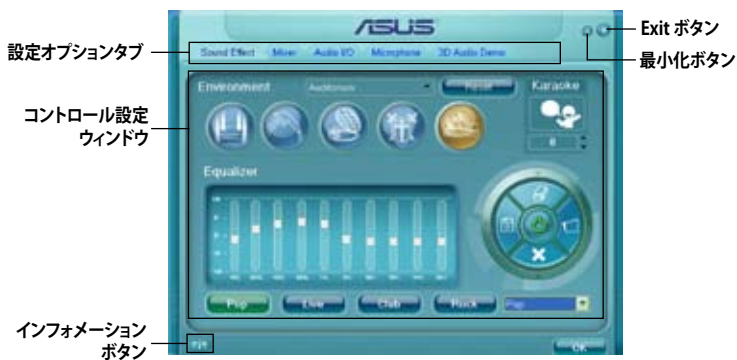 ASUS
Exit ボタン
設定オプションタブ
Sound Effect Mixer Audio I/O Microphone 3D Audio Demo
最小化ボタン
Environment Auditorium Reset Karaoke
コントロール設定
ウィンドウ
0
Equalizer
Pop Live Club Rock Pop
インフォメーション
ボタン
OK